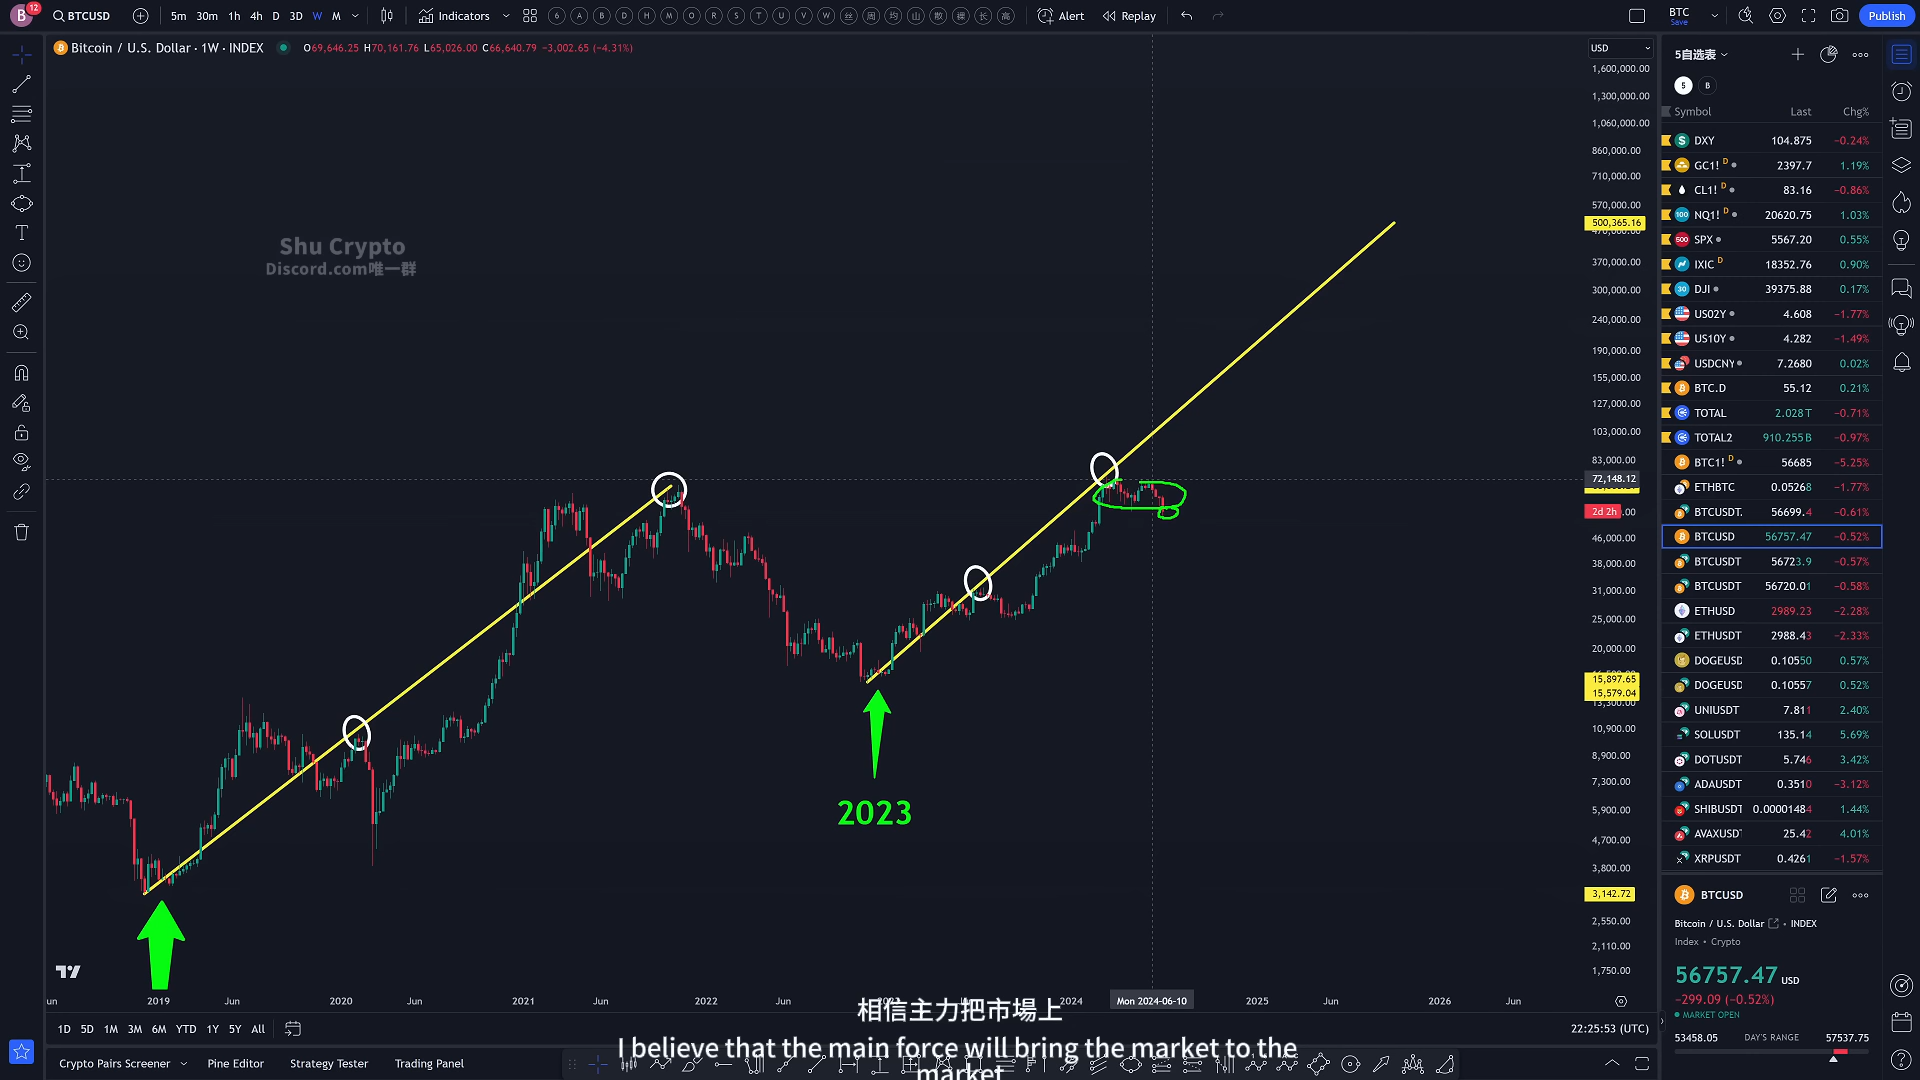 B 12 BTCUSD 5m 30m 1h 4h D 3D W M Indicators 6 A B D H M O R S T U V W 丝 周 均 山 散 裸 长 高 Alert Replay BTC Save Publish
Bitcoin / U.S. Dollar · 1W · INDEX O69,646.25 H70,161.76 L65,026.00 C66,640.79 −3,002.65 (−4.31%)
USD
1,600,000.00
1,300,000.00
1,060,000.00
860,000.00
710,000.00
570,000.00
500,365.16
370,000.00
300,000.00
240,000.00
190,000.00
155,000.00
127,000.00
103,000.00
83,000.00
72,148.12
2d 2h
46,000.00
38,000.00
31,000.00
25,000.00
20,000.00
15,897.65
15,579.04
13,300.00
10,900.00
8,900.00
7,300.00
5,900.00
4,700.00
3,800.00
3,142.72
2,550.00
2,110.00
1,750.00
Shu Crypto
Discord.com唯一群
2023
2019 Jun 2020 Jun 2021 Jun 2022 Jun 2024 Mon 2024-06-10 2025 Jun 2026 Jun
1D 5D 1M 3M 6M YTD 1Y 5Y All
22:25:53 (UTC)
Crypto Pairs Screener Pine Editor Strategy Tester Trading Panel
相信主力把市場上
I believe that the main force will bring the market to the
market
5自选表
5 B
Symbol Last Chg%
DXY 104.875 −0.24%
GC1! D 2397.7 1.19%
CL1! D 83.16 −0.86%
NQ1! D 20620.75 1.03%
SPX 5567.20 0.55%
IXIC D 18352.76 0.90%
DJI 39375.88 0.17%
US02Y 4.608 −1.77%
US10Y 4.282 −1.49%
USDCNY 7.2680 0.02%
BTC.D 55.12 0.21%
TOTAL 2.028T −0.71%
TOTAL2 910.255B −0.97%
BTC1! D 56685 −5.25%
ETHBTC 0.05268 −1.77%
BTCUSDT. 56699.4 −0.61%
BTCUSD 56757.47 −0.52%
BTCUSDT 56723.9 −0.57%
BTCUSDT 56720.01 −0.58%
ETHUSD 2989.23 −2.28%
ETHUSDT 2988.43 −2.33%
DOGEUSD 0.10550 0.57%
DOGEUSD 0.10557 0.52%
UNIUSDT 7.811 2.40%
SOLUSDT 135.14 5.69%
DOTUSDT 5.746 3.42%
ADAUSDT 0.3510 −3.12%
SHIBUSDT 0.00001484 1.44%
AVAXUSDT 25.42 4.01%
XRPUSDT 0.4261 −1.57%
BTCUSD
Bitcoin / U.S. Dollar • INDEX
Index • Crypto
56757.47 USD
−299.09 (−0.52%)
MARKET OPEN
53458.05 DAY'S RANGE 57537.75